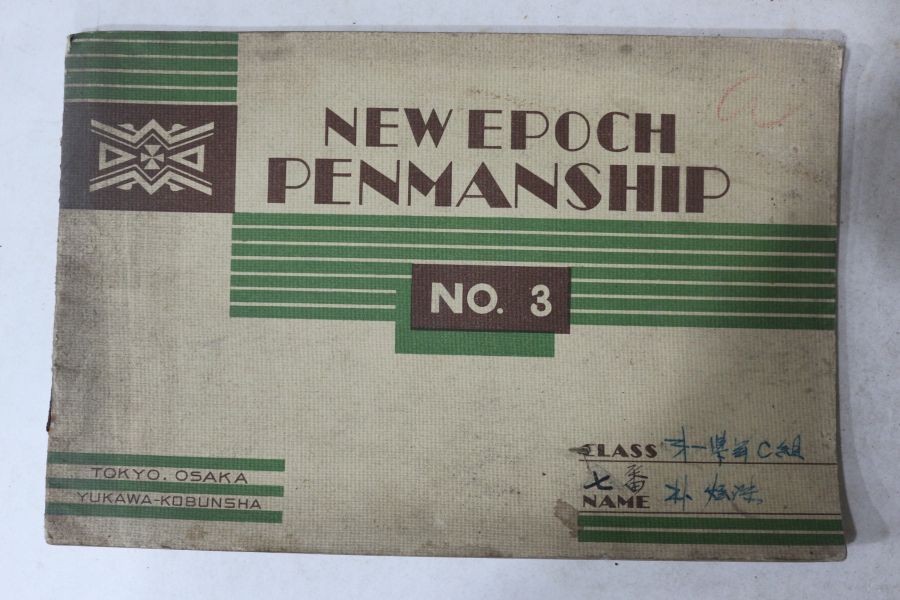 NEW EPOCH
PENMANSHIP
NO. 3
CLASS 才一學年C組
七番
NAME 朴
TOKYO. OSAKA
YUKAWA-KOBUNSHA